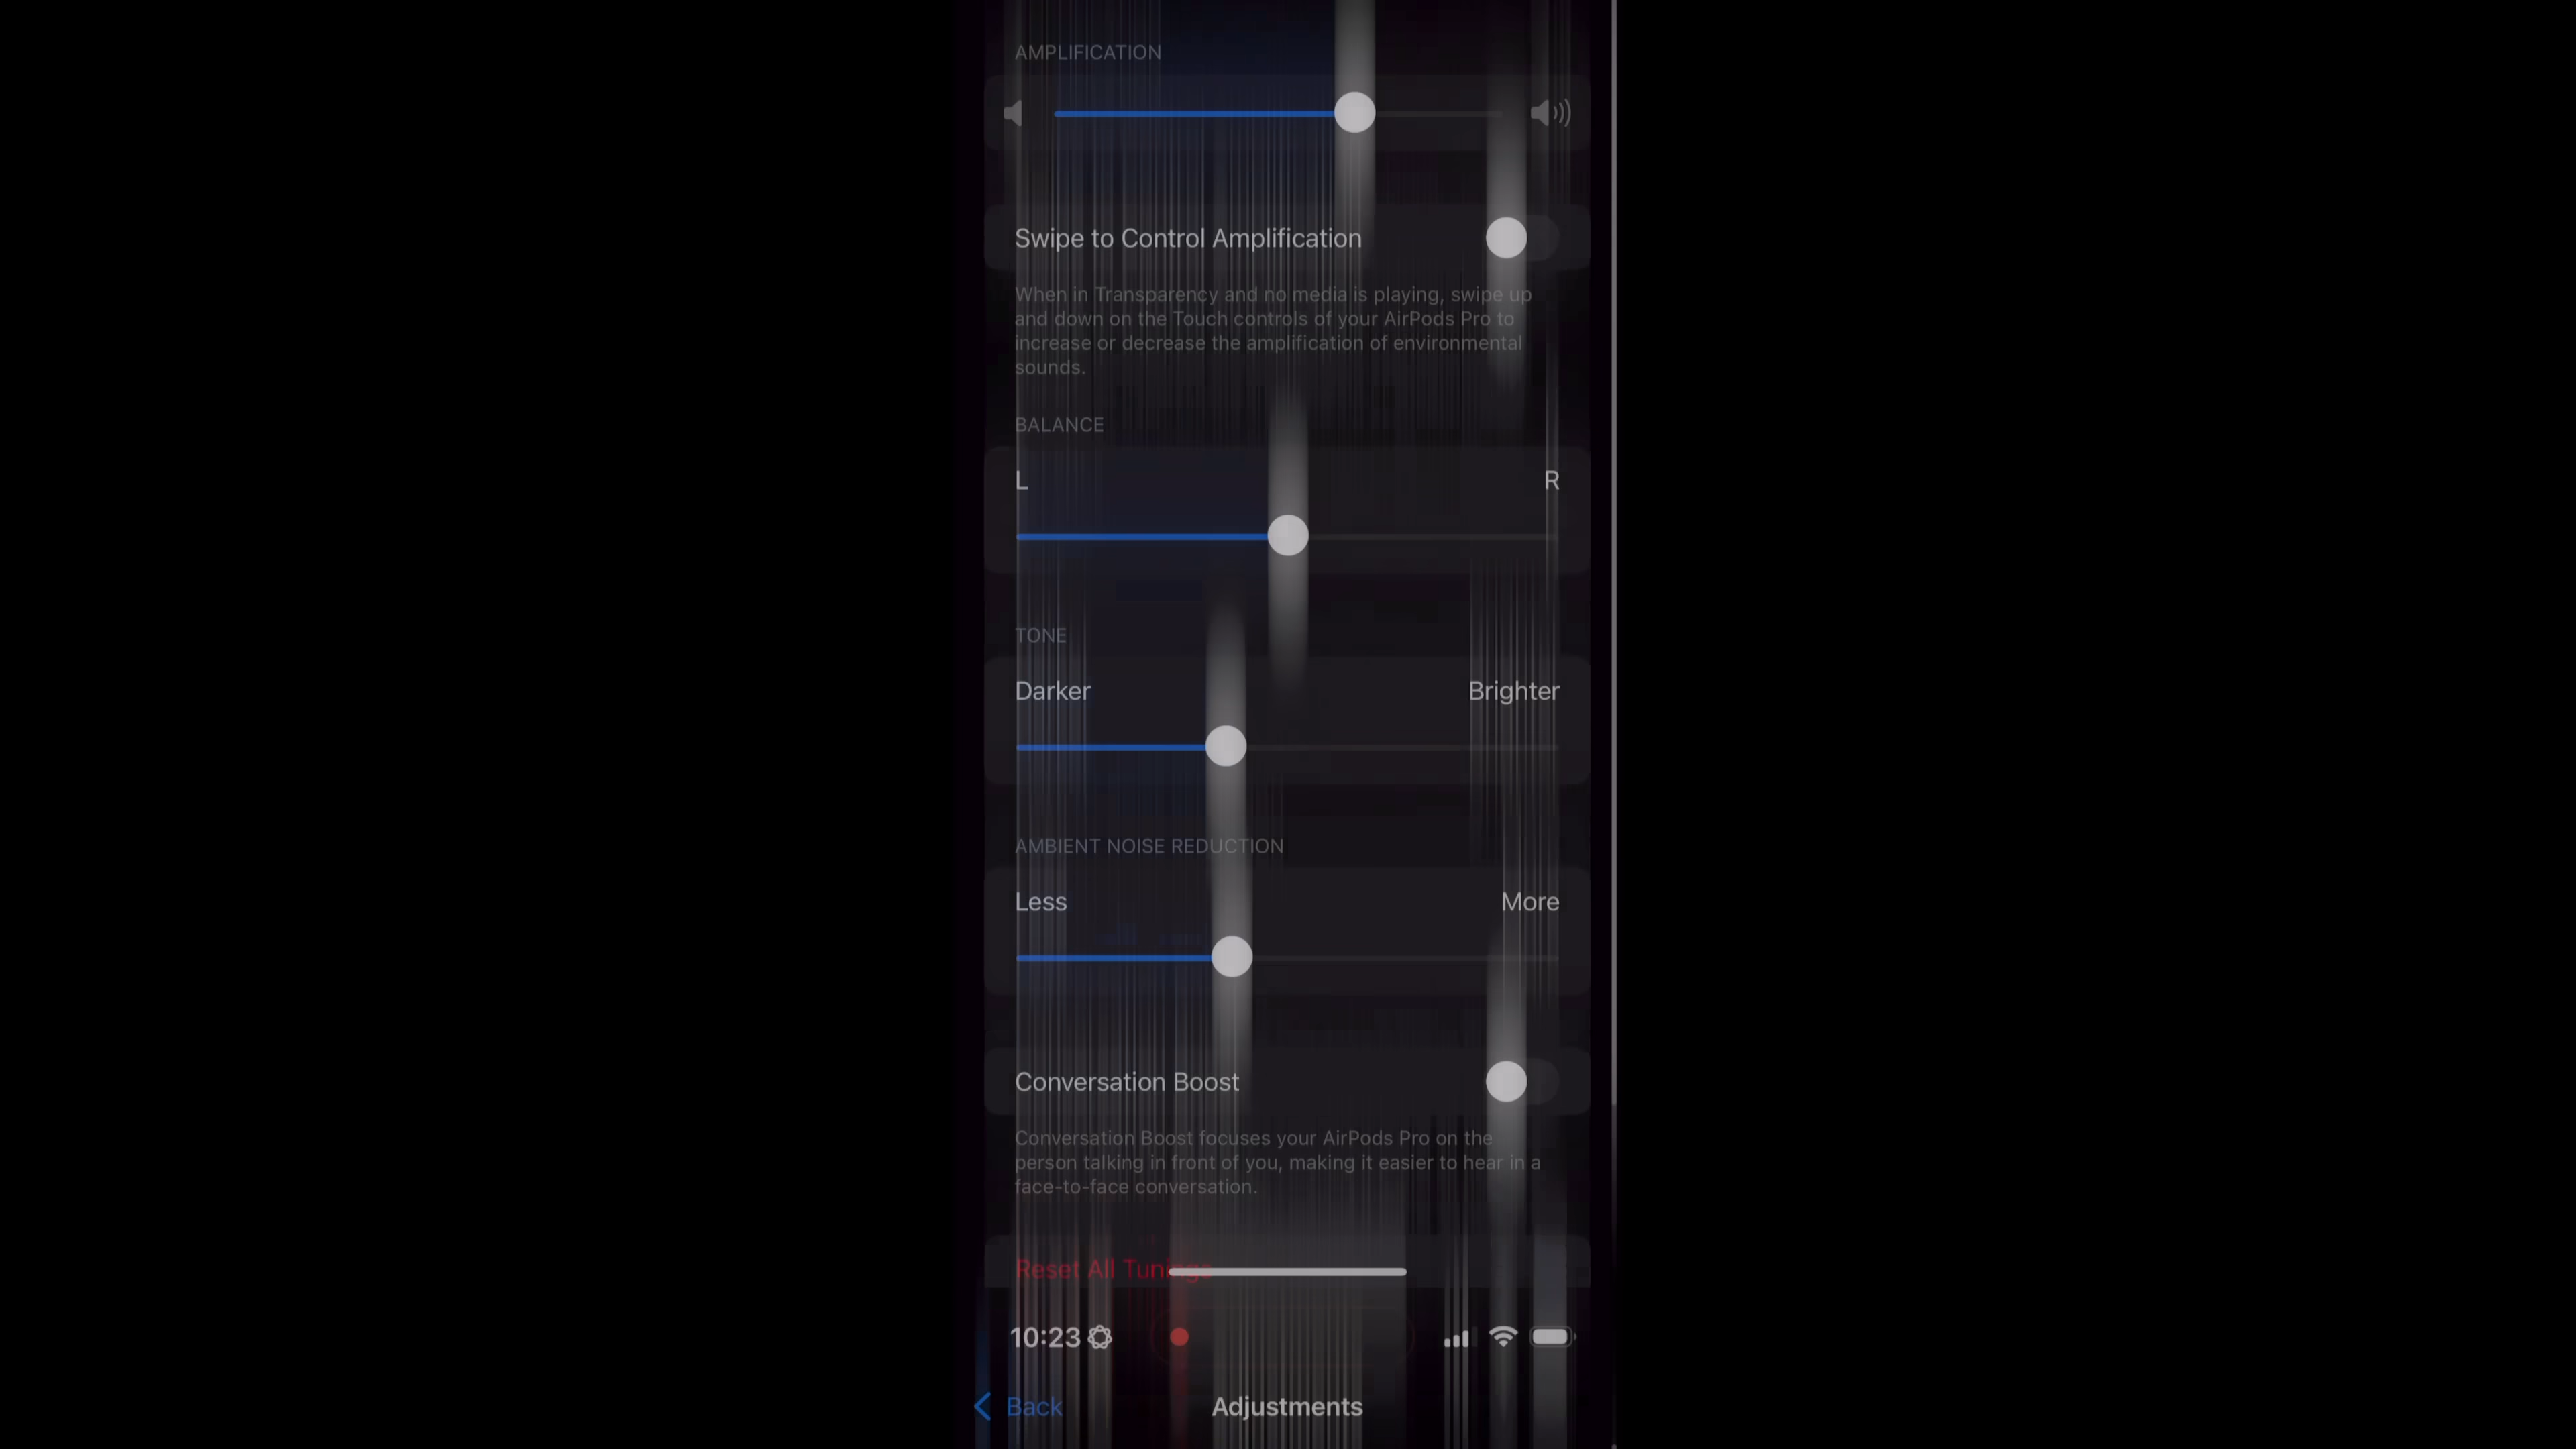 AMPLIFICATION
Swipe to Control Amplification
When in Transparency and no media is playing, swipe up
and down on the Touch controls of your AirPods Pro to
increase or decrease the amplification of environmental
sounds.
BALANCE
L R
TONE
Darker Brighter
AMBIENT NOISE REDUCTION
Less More
Conversation Boost
Conversation Boost focuses your AirPods Pro on the
person talking in front of you, making it easier to hear in a
face-to-face conversation.
Reset All Tunings
10:23
Back Adjustments